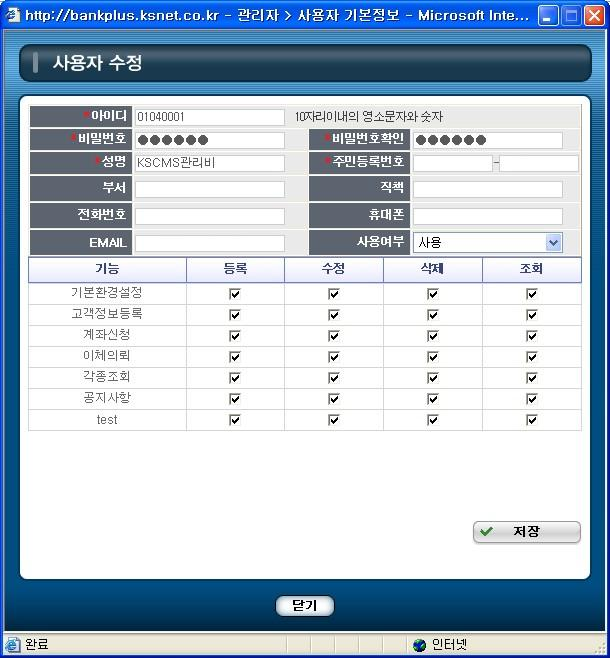 http://bankplus.ksnet.co.kr - 관리자 > 사용자 기본정보 - Microsoft Inte...
사용자 수정
*아이디 01040001 10자리이내의 영소문자와 숫자
*비밀번호 ●●●●●● *비밀번호확인 ●●●●●●
*성명 KSCMS관리비 *주민등록번호 -
부서 직책
전화번호 휴대폰
EMAIL 사용여부 사용
기능 등록 수정 삭제 조회
기본환경설정
고객정보등록
계좌신청
이체의뢰
각종조회
공지사항
test
저장
닫기
완료 인터넷